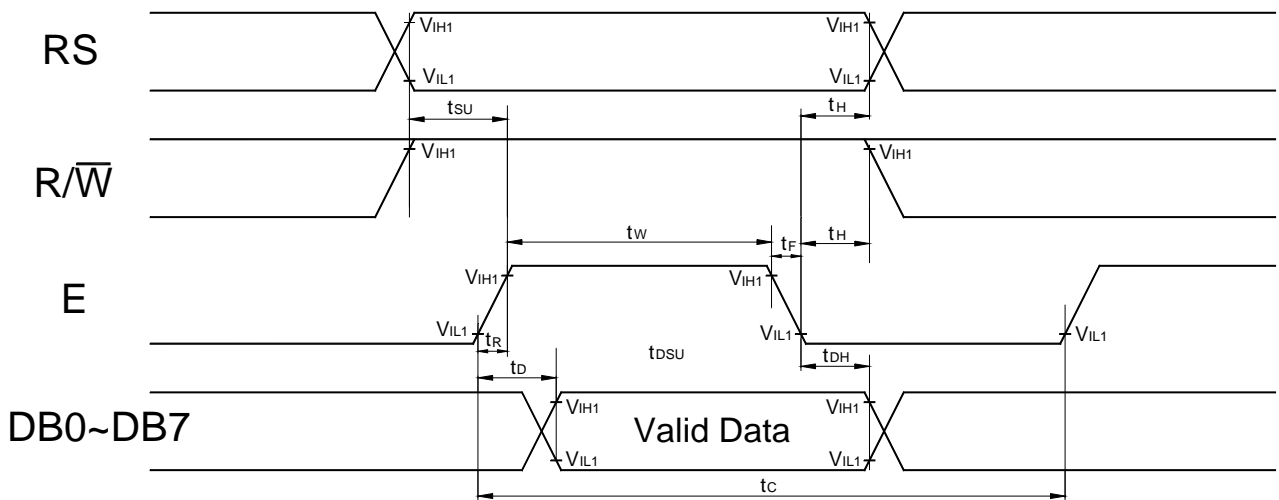 RS
VIH1
VIH1
VIL1
VIL1
tSU
tH
R/W̅
VIH1
VIH1
tW
tF
tH
E
VIH1
VIH1
VIL1
VIL1
VIL1
tR
tD
tDSU
tDH
DB0~DB7
VIH1
Valid Data
VIH1
VIL1
VIL1
tC